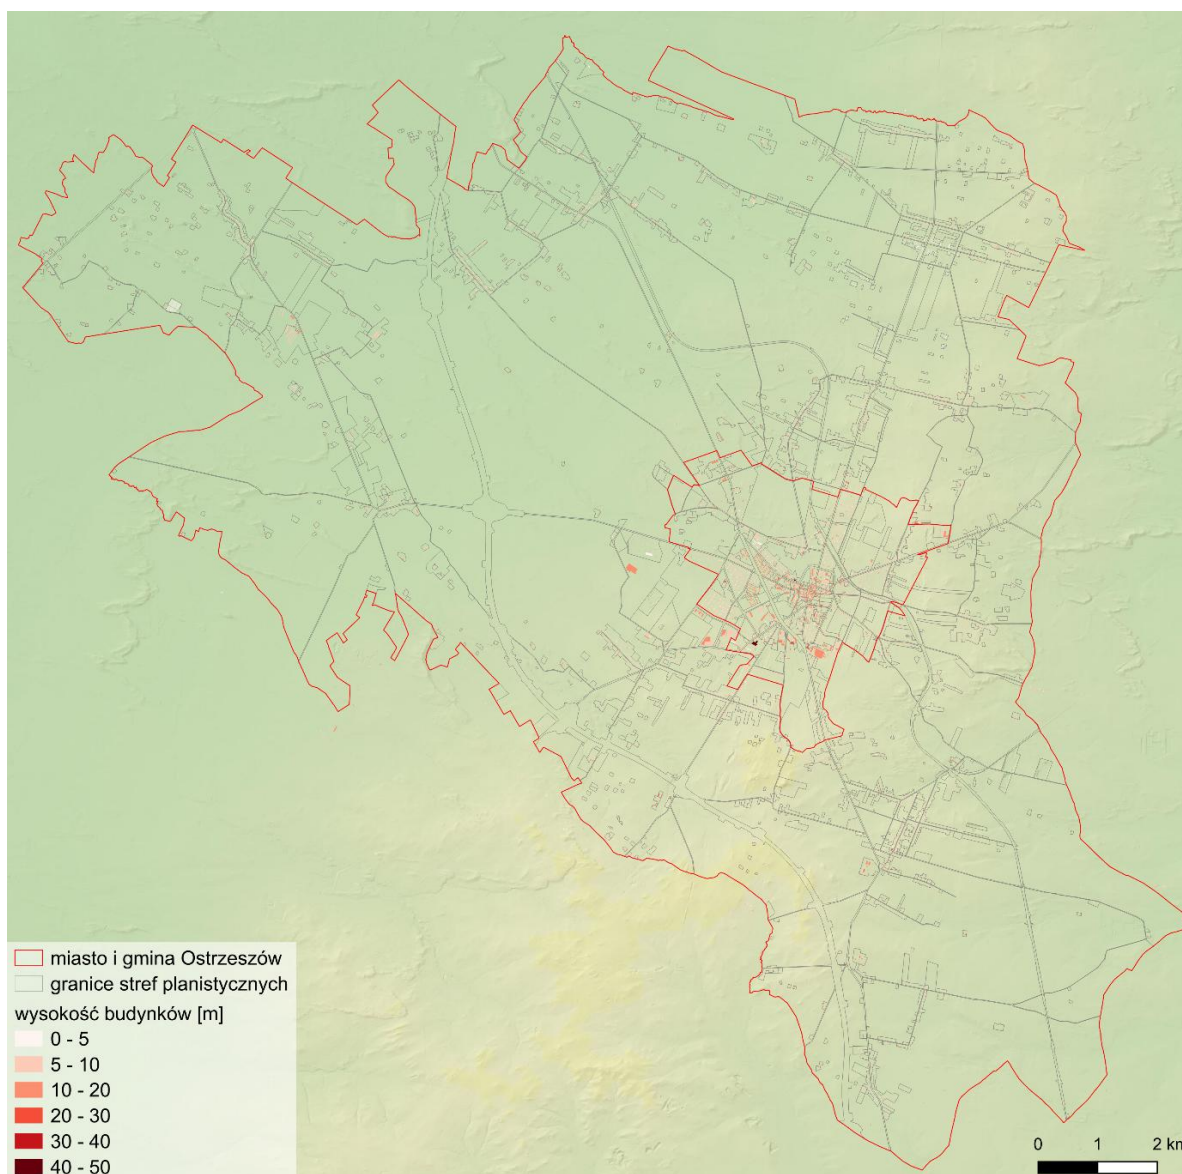 miasto i gmina Ostrzeszów
granice stref planistycznych
wysokość budynków [m]
0 - 5
5 - 10
10 - 20
20 - 30
30 - 40
40 - 50
0 1 2 km